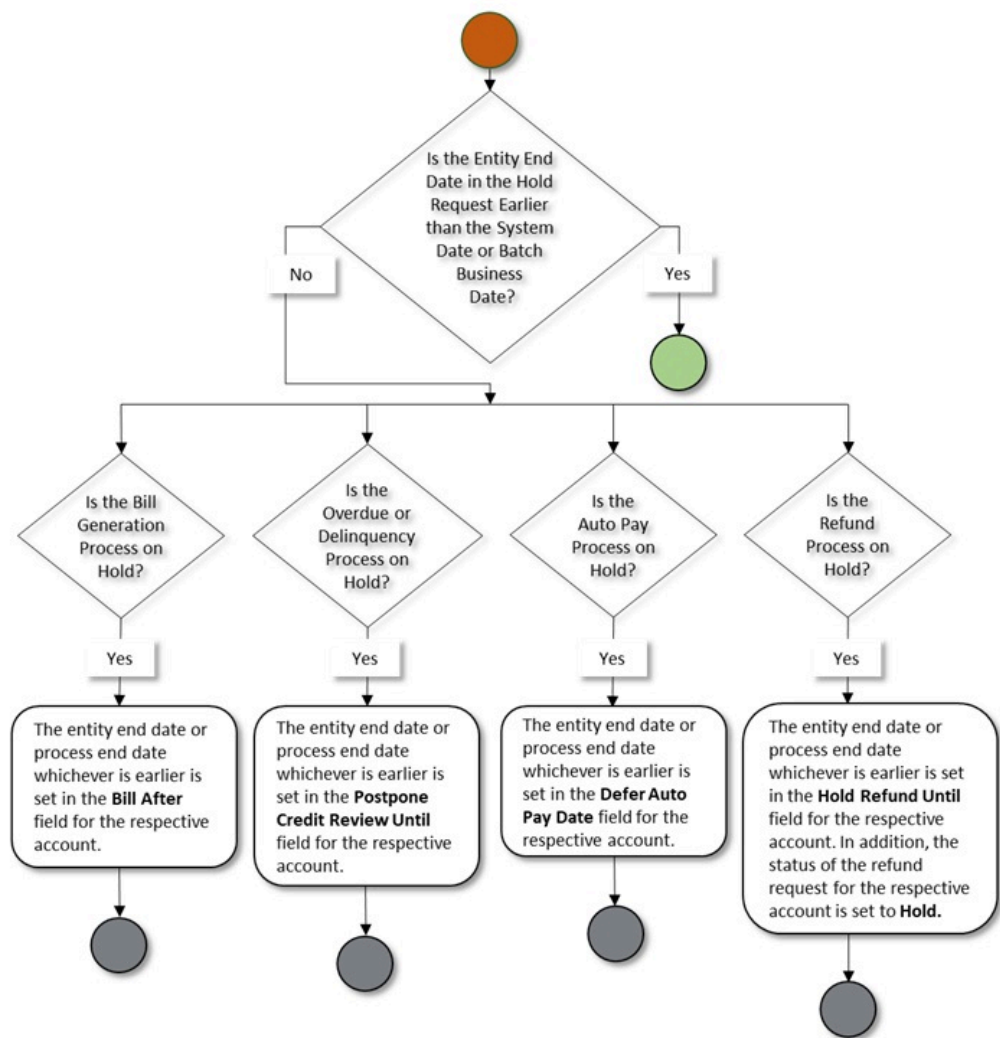 Is the Entity End
Date in the Hold
Request Earlier
than the System
Date or Batch
Business
Date?
No
Yes
Is the Bill
Generation
Process on
Hold?
Is the
Overdue or
Delinquency
Process on
Hold?
Is the
Auto Pay
Process on
Hold?
Is the
Refund
Process on
Hold?
Yes
Yes
Yes
Yes
The entity end date or
process end date
whichever is earlier is
set in the Bill After
field for the respective
account.
The entity end date or
process end date
whichever is earlier is
set in the Postpone
Credit Review Until
field for the respective
account.
The entity end date or
process end date
whichever is earlier is
set in the Defer Auto
Pay Date field for the
respective account.
The entity end date or
process end date
whichever is earlier is set
in the Hold Refund Until
field for the respective
account. In addition, the
status of the refund
request for the respective
account is set to Hold.